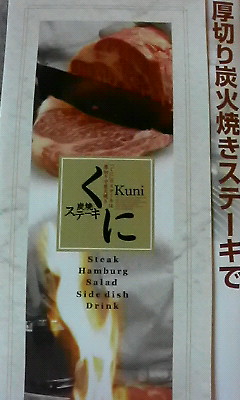 厚切り炭火焼きステーキで
炭焼
ステーキ
くに
Kuni
Steak
Hamburg
Salad
Side dish
Drink